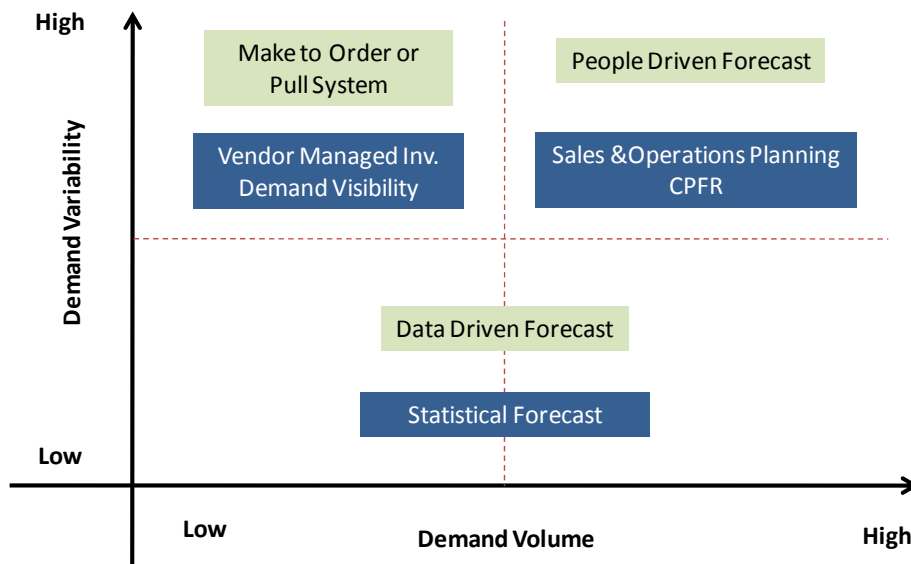 High
Make to Order or
Pull System
People Driven Forecast
Demand Variability
Vendor Managed Inv.
Demand Visibility
Sales &Operations Planning
CPFR
Data Driven Forecast
Statistical Forecast
Low
Low
Demand Volume
High